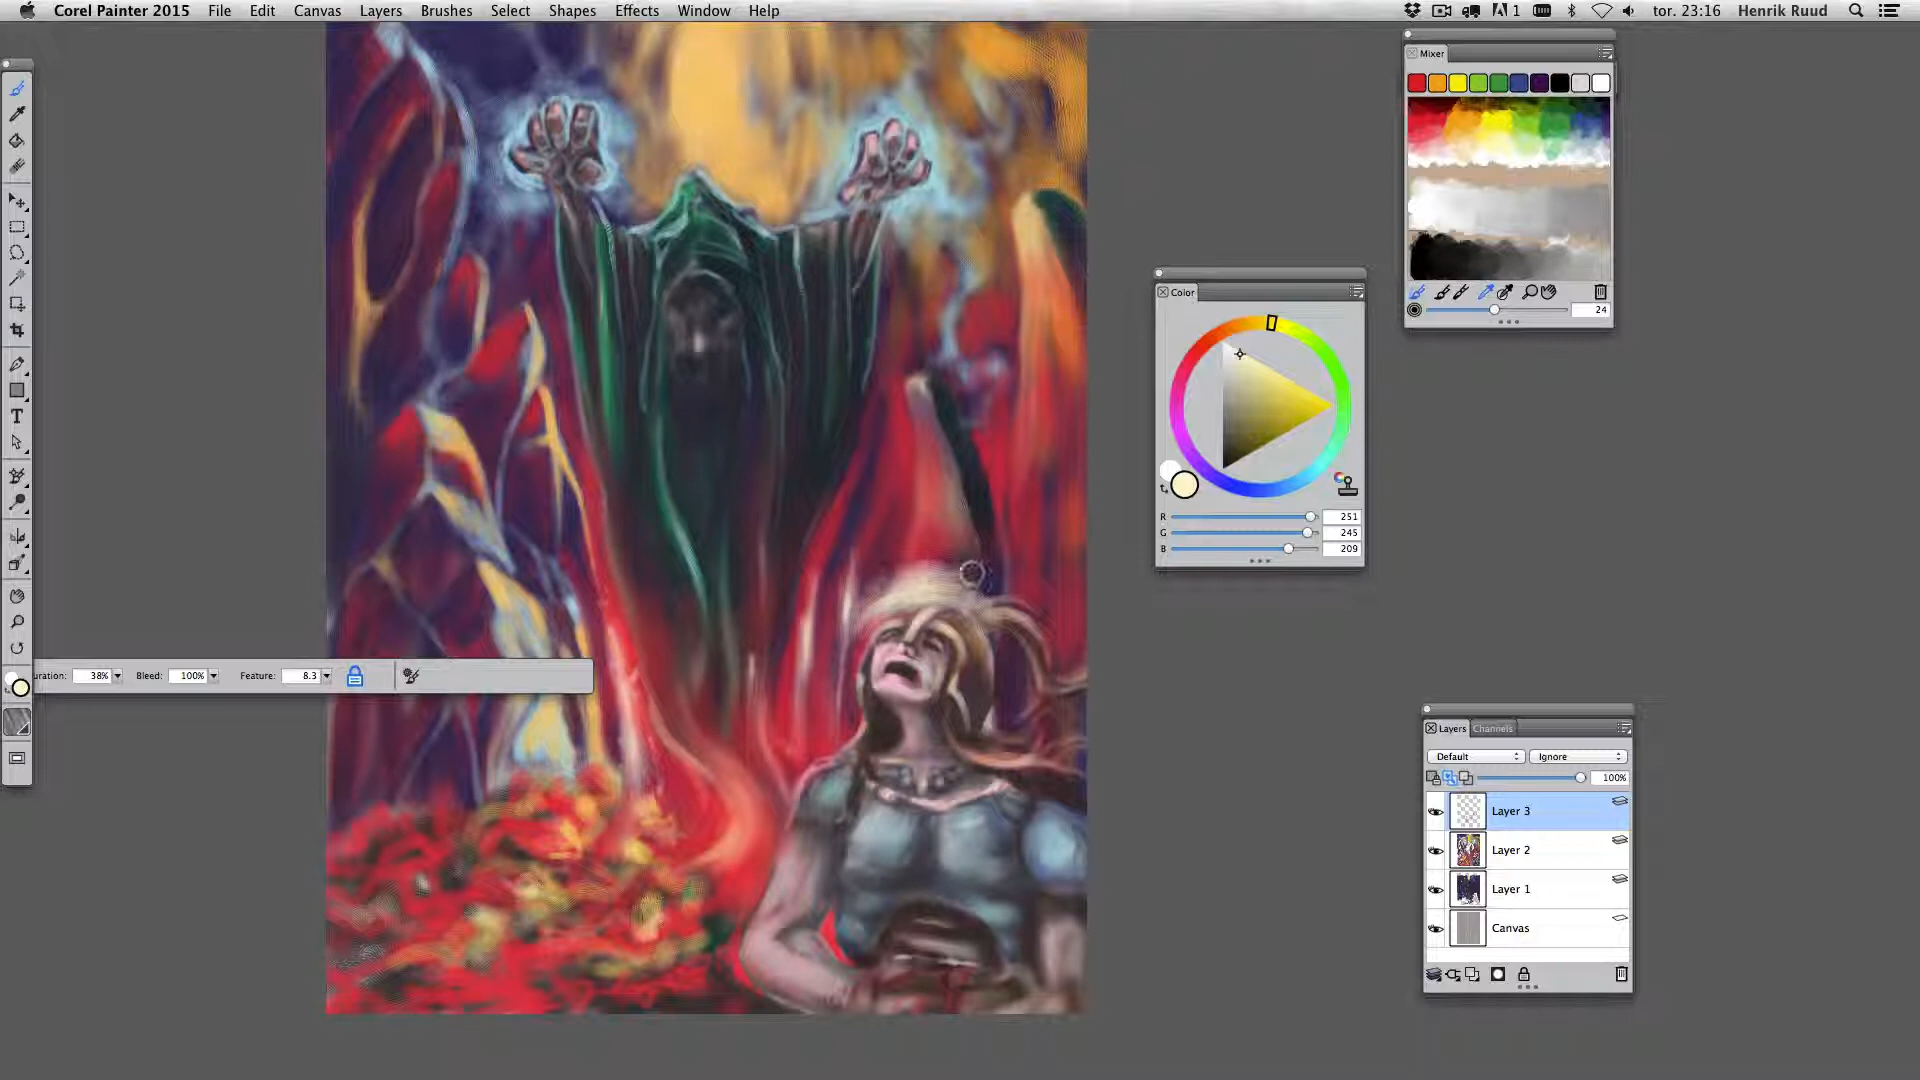 Corel Painter 2015 File Edit Canvas Layers Brushes Select Shapes Effects Window Help 1 tor. 23:16 Henrik Ruud
Mixer
24
Color
R 251
G 245
B 209
uration: 38% Bleed: 100% Feature: 8.3
T
Layers Channels
Default Ignore
100%
Layer 3
Layer 2
Layer 1
Canvas